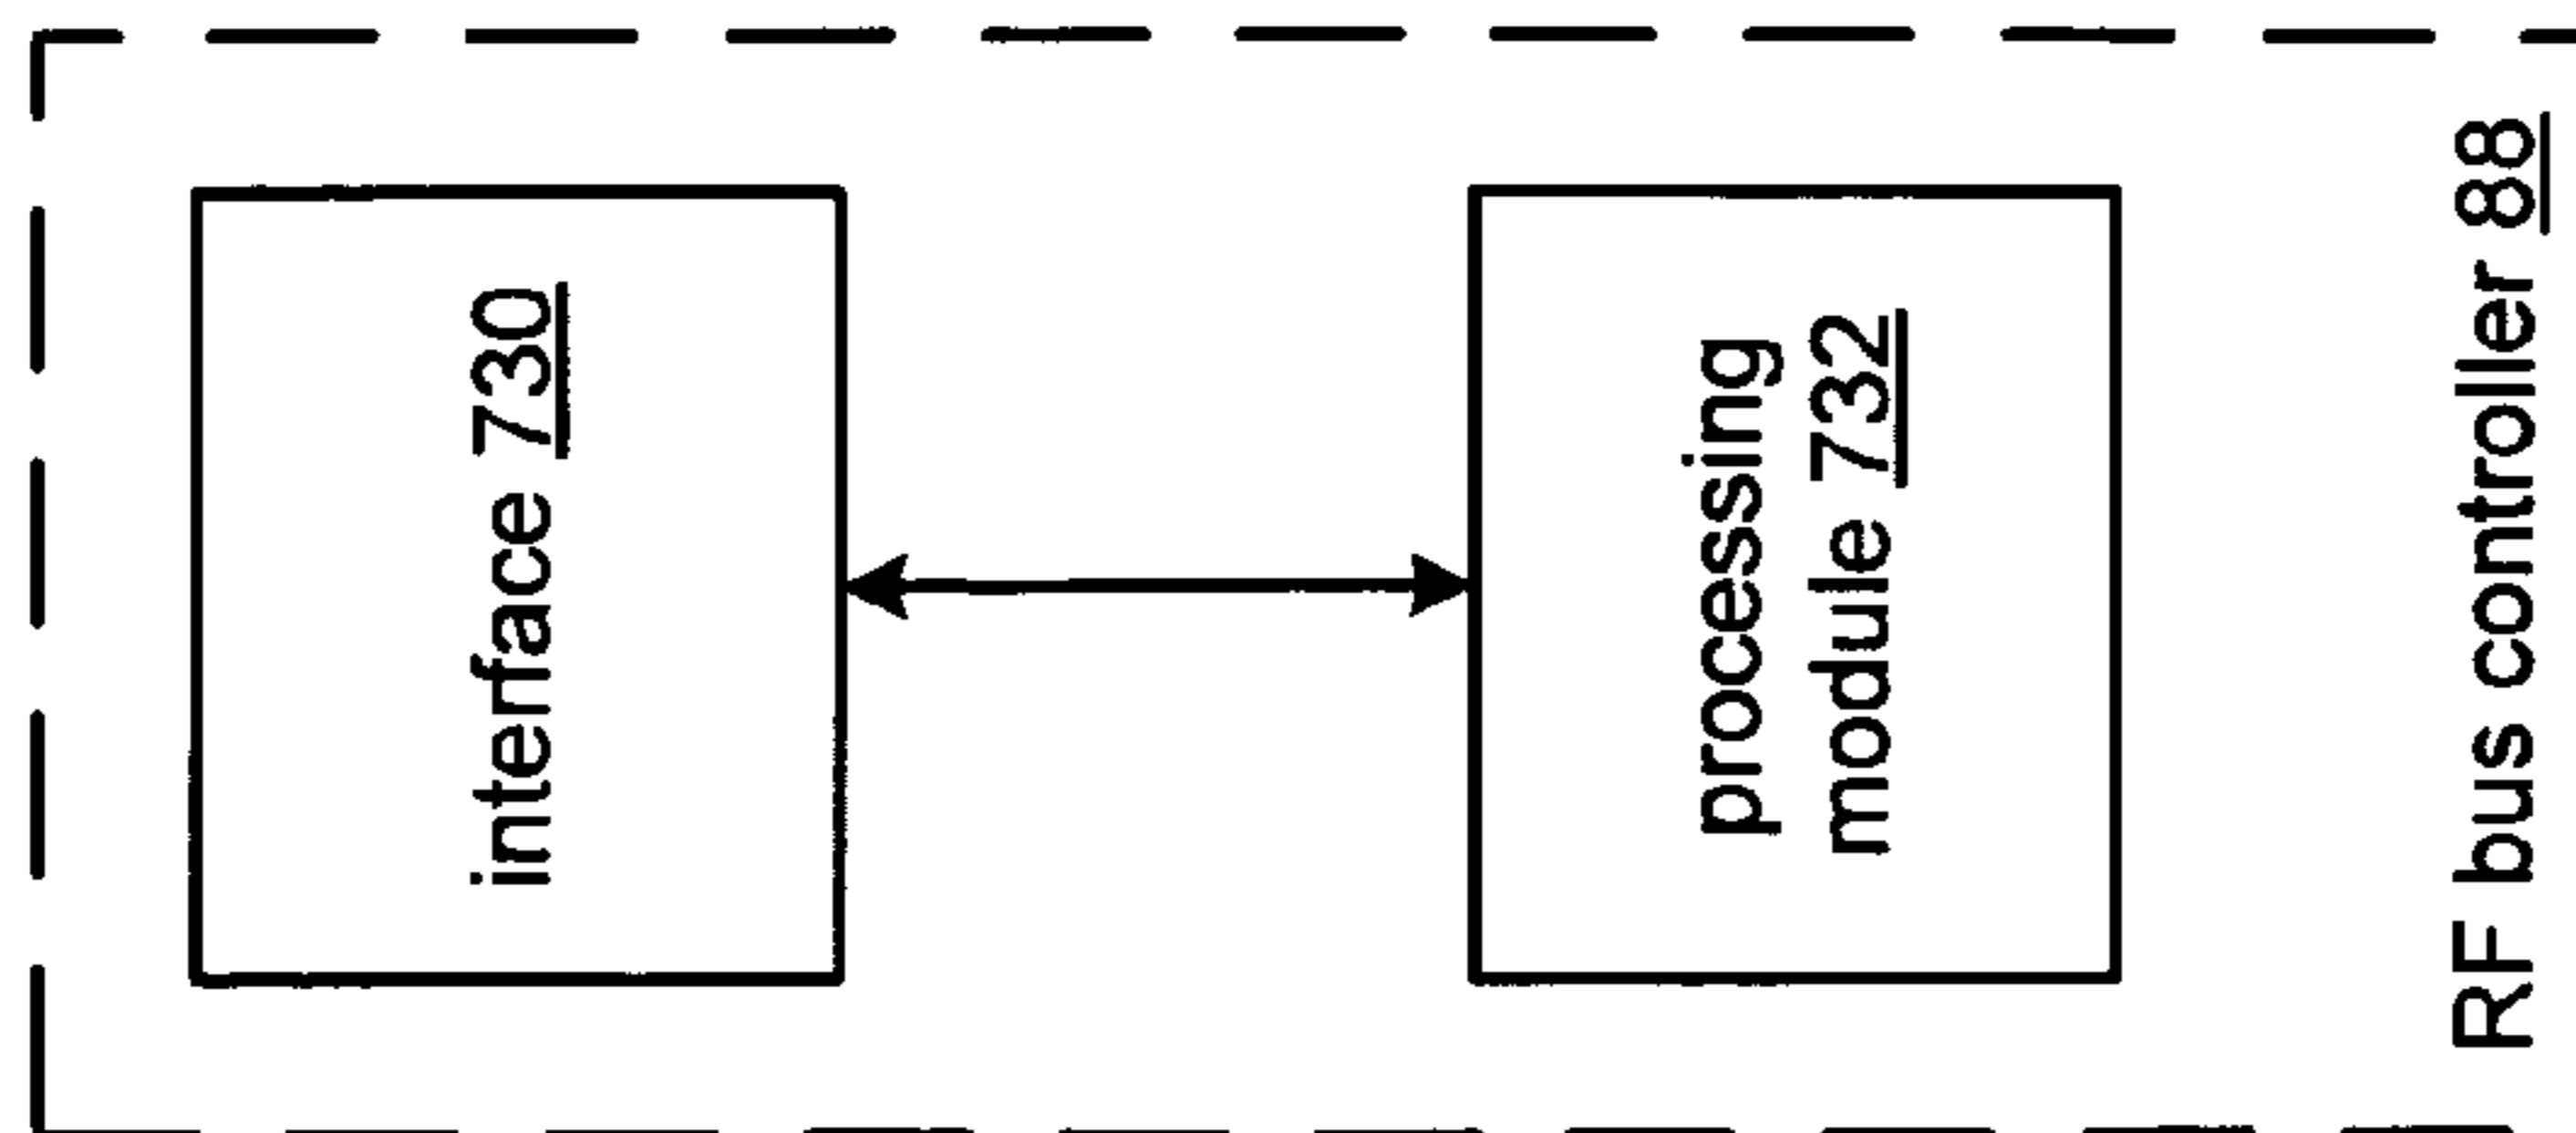 interface 730
processing
module 732
RF bus controller 88